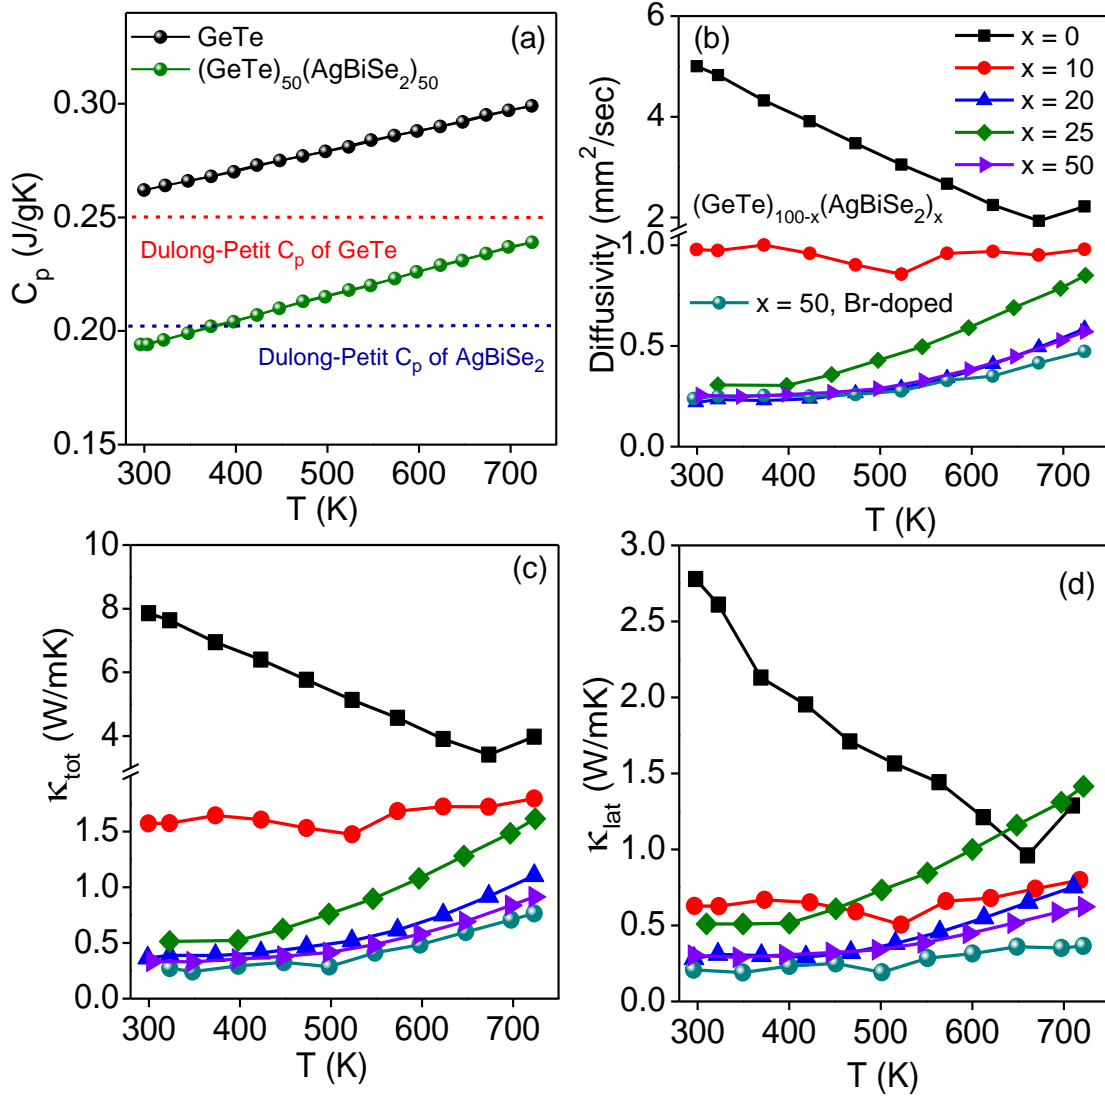 GeTe
(GeTe)50(AgBiSe2)50
(a)
0.30
0.25
0.20
0.15
Cp (J/gK)
Dulong-Petit Cp of GeTe
Dulong-Petit Cp of AgBiSe2
300 400 500 600 700
T (K)
(b)
x = 0
x = 10
x = 20
x = 25
x = 50
6
4
2
1.0
0.5
0.0
Diffusivity (mm2/sec)
(GeTe)100-x(AgBiSe2)x
x = 50, Br-doped
300 400 500 600 700
T (K)
(c)
10
8
6
4
1.5
1.0
0.5
0.0
κtot (W/mK)
300 400 500 600 700
T (K)
(d)
3.0
2.5
2.0
1.5
1.0
0.5
0.0
κlat (W/mK)
300 400 500 600 700
T (K)